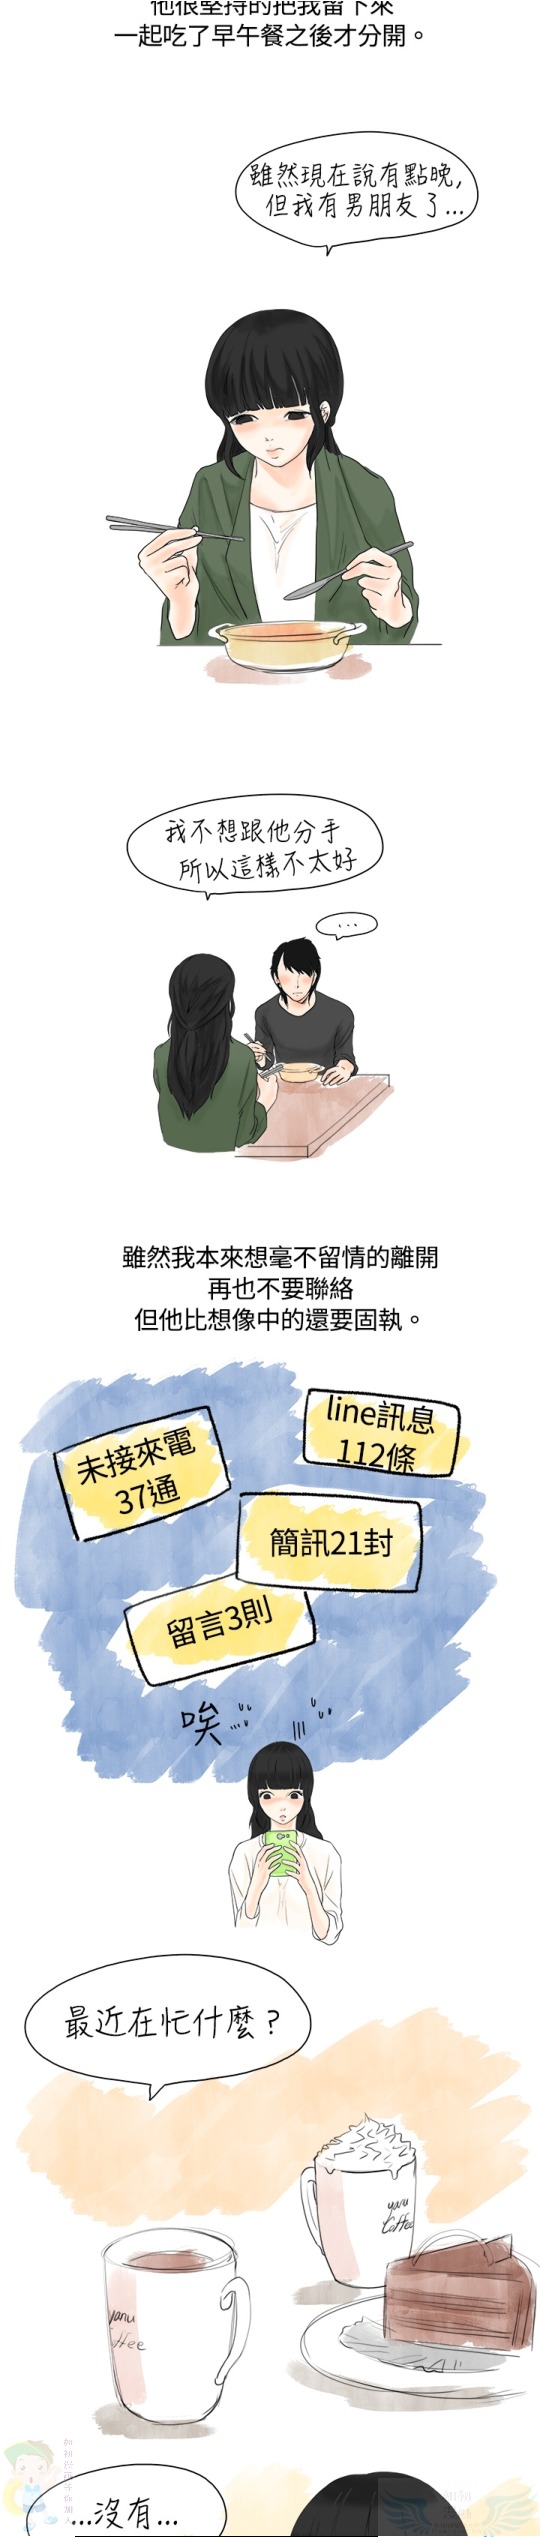 他很堅持的把我留下來
一起吃了早午餐之後才分開。
雖然現在說有點晚,
但我有男朋友了...
我不想跟他分手
所以這樣不太好
...
雖然我本來想毫不留情的離開
再也不要聯絡
但他比想像中的還要固執。
line訊息
112條
未接來電
37通
簡訊21封
留言3則
唉
最近在忙什麼?
yanu
Coffee
yanu
offee
...沒有...